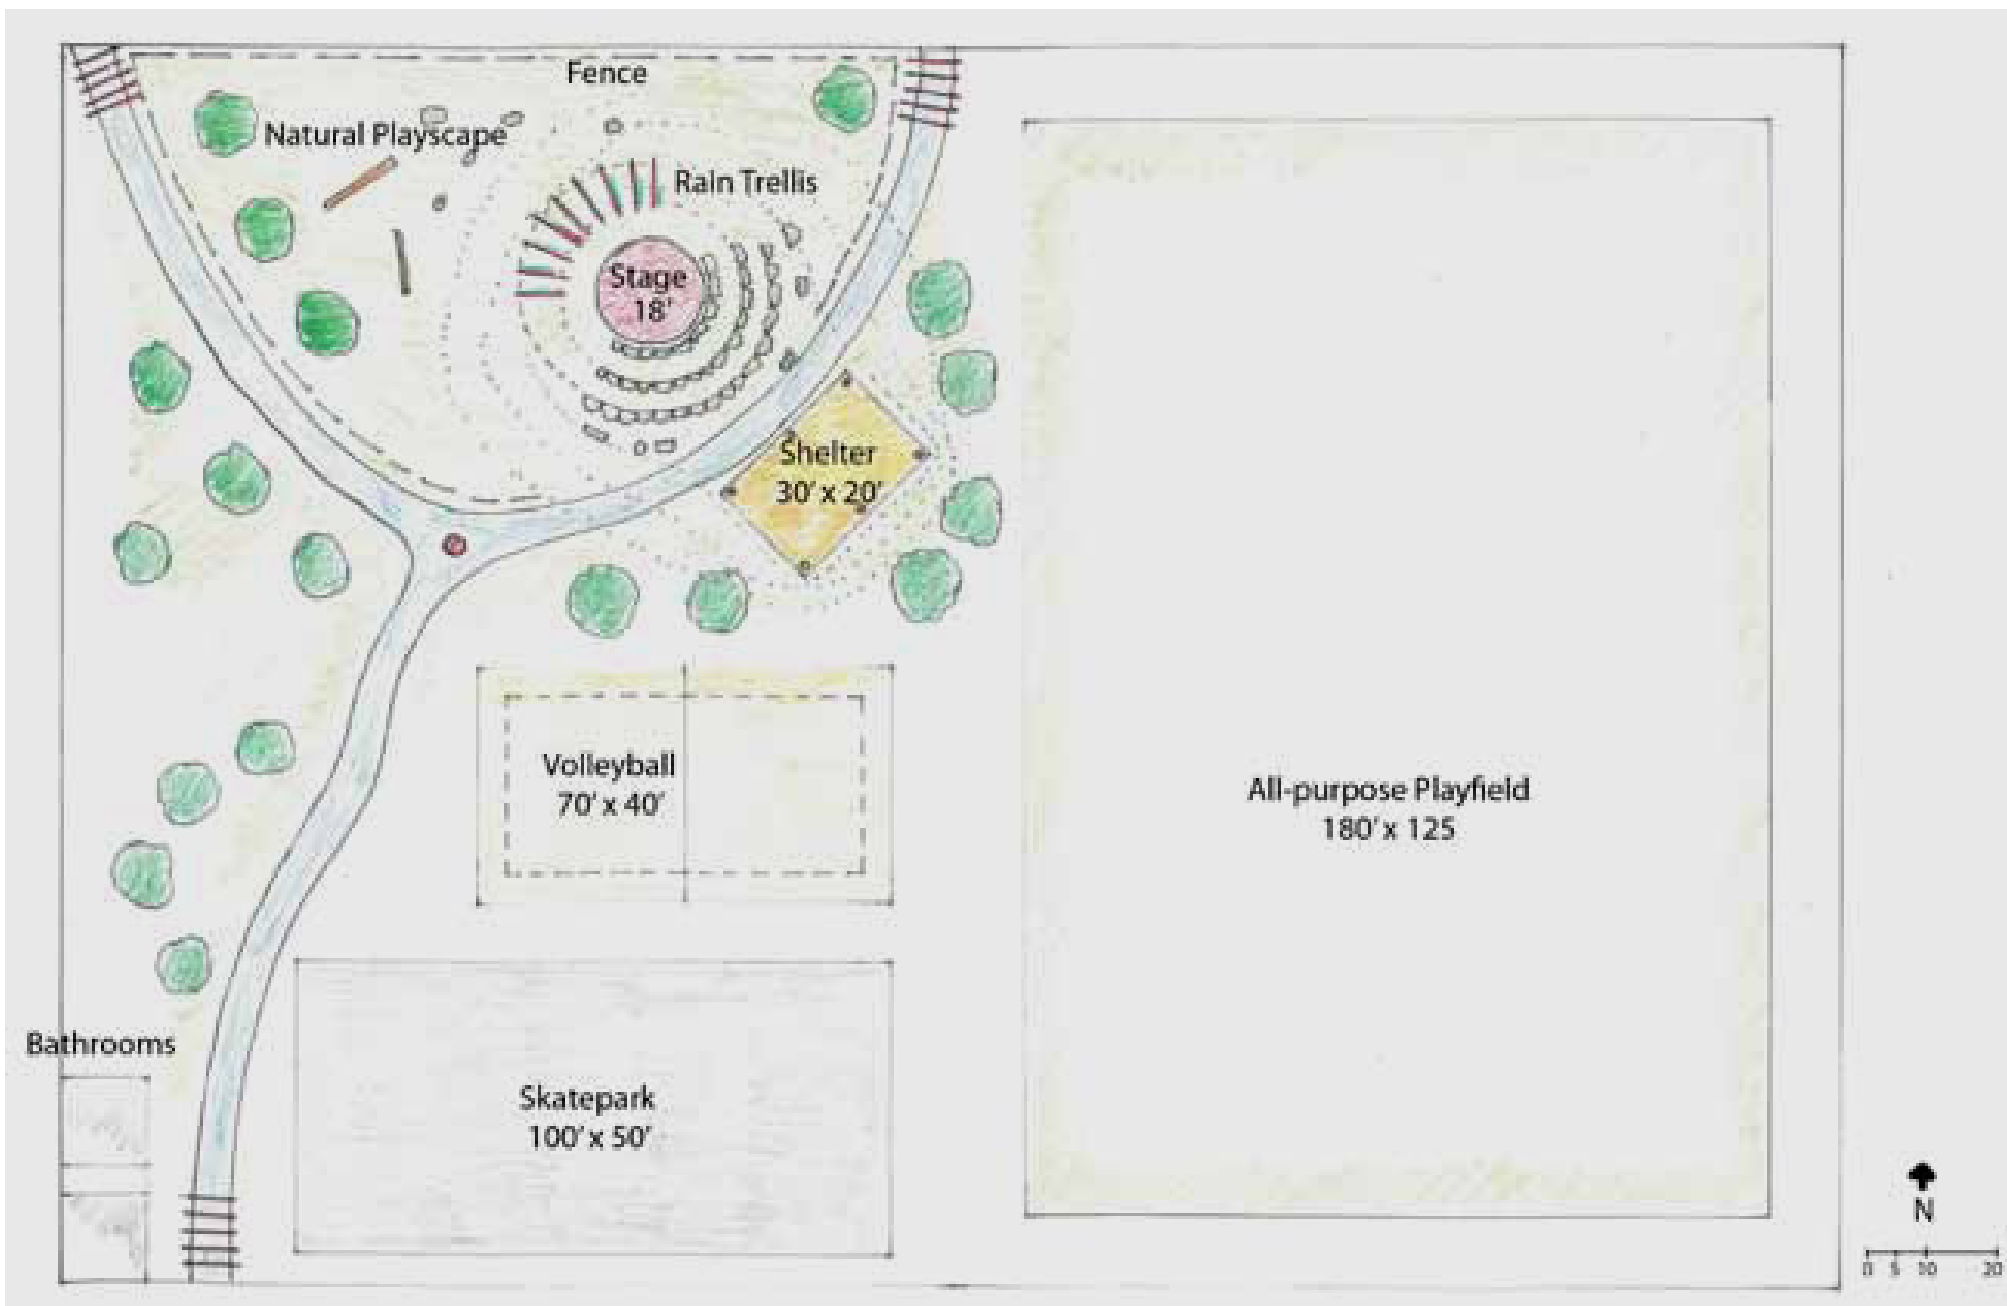 Fence
Natural Playscape
Rain Trellis
Stage
18'
Shelter
30' x 20'
Volleyball
70' x 40'
All-purpose Playfield
180' x 125
Bathrooms
Skatepark
100' x 50'
N
0 5 10 20